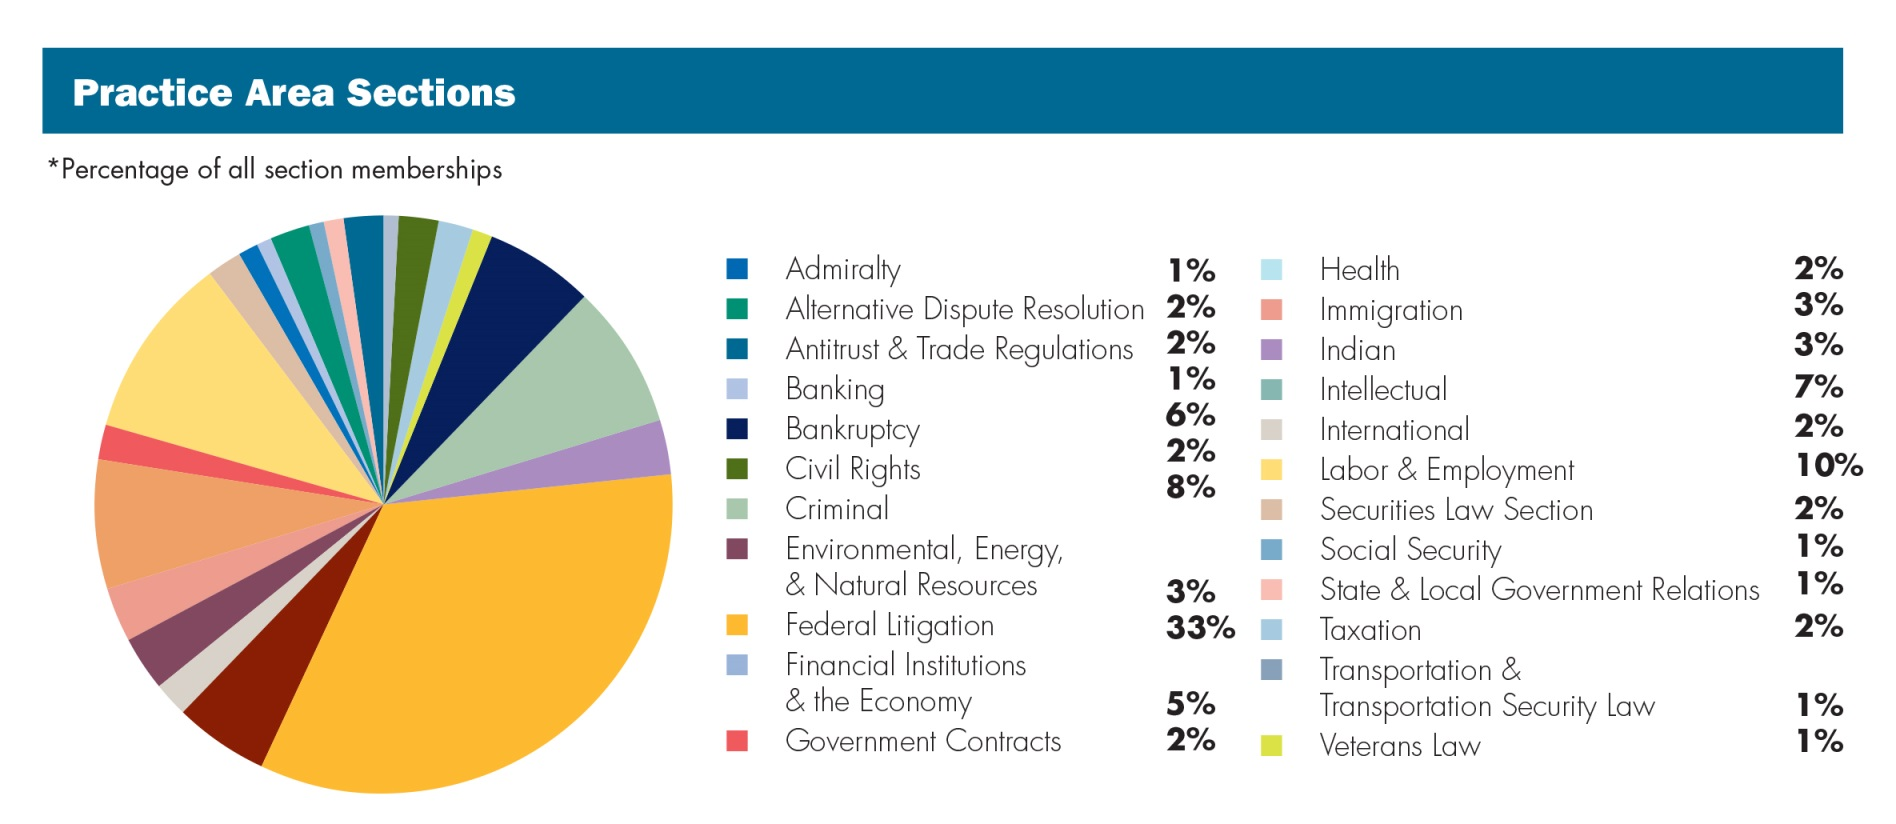 Practice Area Sections
*Percentage of all section memberships
Admiralty 1%
Alternative Dispute Resolution 2%
Antitrust & Trade Regulations 2%
Banking 1%
Bankruptcy 6%
Civil Rights 2%
Criminal 8%
Environmental, Energy,
& Natural Resources 3%
Federal Litigation 33%
Financial Institutions
& the Economy 5%
Government Contracts 2%
Health 2%
Immigration 3%
Indian 3%
Intellectual 7%
International 2%
Labor & Employment 10%
Securities Law Section 2%
Social Security 1%
State & Local Government Relations 1%
Taxation 2%
Transportation &
Transportation Security Law 1%
Veterans Law 1%